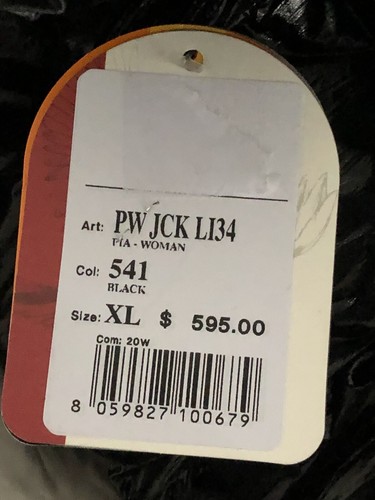 Art: PW JCK LI34
PIA - WOMAN
Col: 541
BLACK
Size: XL $ 595.00
Com: 20W
8 059827 100679